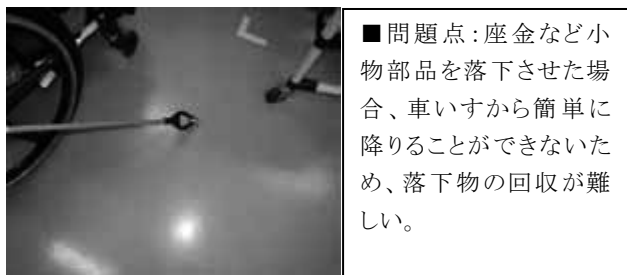 ■問題点：座金など小
物部品を落下させた場
合、車いすから簡単に
降りることができないた
め、落下物の回収が難
しい。